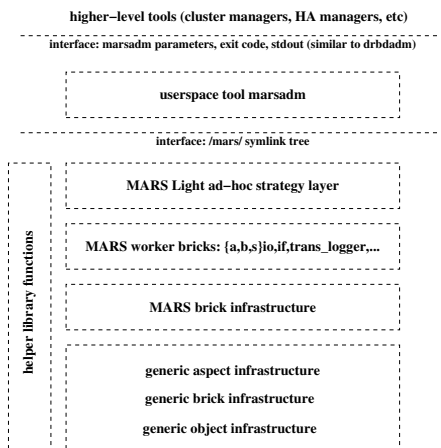 higher−level tools (cluster managers, HA managers, etc)
interface: marsadm parameters, exit code, stdout (similar to drbdadm)
userspace tool marsadm
interface: /mars/ symlink tree
MARS Light ad−hoc strategy layer
MARS worker bricks: {a,b,s}io,if,trans_logger,...
MARS brick infrastructure
generic aspect infrastructure
generic brick infrastructure
generic object infrastructure
helper library functions